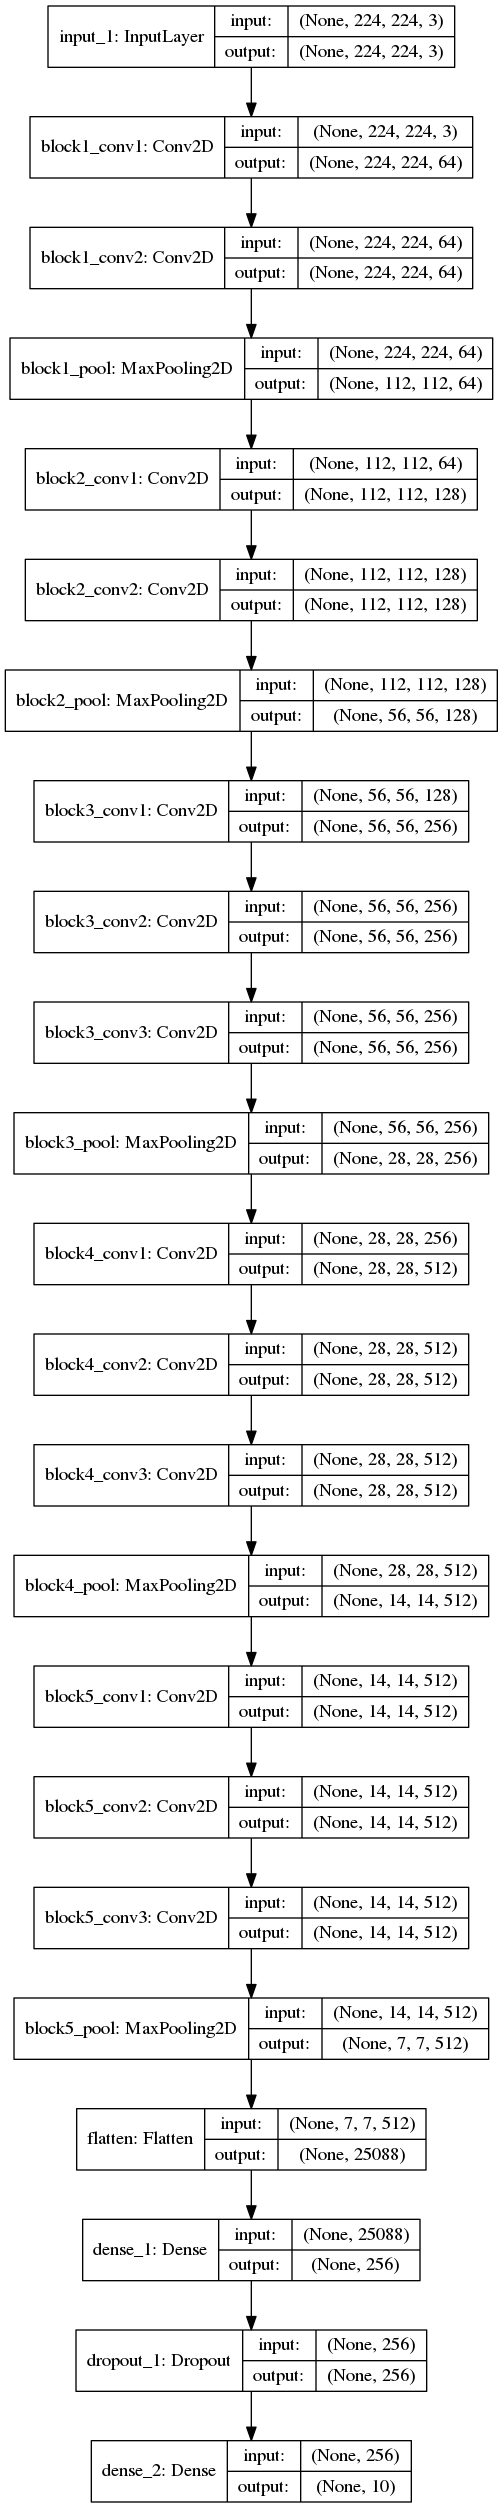 input_1: InputLayer
input: (None, 224, 224, 3)
output: (None, 224, 224, 3)
block1_conv1: Conv2D
input: (None, 224, 224, 3)
output: (None, 224, 224, 64)
block1_conv2: Conv2D
input: (None, 224, 224, 64)
output: (None, 224, 224, 64)
block1_pool: MaxPooling2D
input: (None, 224, 224, 64)
output: (None, 112, 112, 64)
block2_conv1: Conv2D
input: (None, 112, 112, 64)
output: (None, 112, 112, 128)
block2_conv2: Conv2D
input: (None, 112, 112, 128)
output: (None, 112, 112, 128)
block2_pool: MaxPooling2D
input: (None, 112, 112, 128)
output: (None, 56, 56, 128)
block3_conv1: Conv2D
input: (None, 56, 56, 128)
output: (None, 56, 56, 256)
block3_conv2: Conv2D
input: (None, 56, 56, 256)
output: (None, 56, 56, 256)
block3_conv3: Conv2D
input: (None, 56, 56, 256)
output: (None, 56, 56, 256)
block3_pool: MaxPooling2D
input: (None, 56, 56, 256)
output: (None, 28, 28, 256)
block4_conv1: Conv2D
input: (None, 28, 28, 256)
output: (None, 28, 28, 512)
block4_conv2: Conv2D
input: (None, 28, 28, 512)
output: (None, 28, 28, 512)
block4_conv3: Conv2D
input: (None, 28, 28, 512)
output: (None, 28, 28, 512)
block4_pool: MaxPooling2D
input: (None, 28, 28, 512)
output: (None, 14, 14, 512)
block5_conv1: Conv2D
input: (None, 14, 14, 512)
output: (None, 14, 14, 512)
block5_conv2: Conv2D
input: (None, 14, 14, 512)
output: (None, 14, 14, 512)
block5_conv3: Conv2D
input: (None, 14, 14, 512)
output: (None, 14, 14, 512)
block5_pool: MaxPooling2D
input: (None, 14, 14, 512)
output: (None, 7, 7, 512)
flatten: Flatten
input: (None, 7, 7, 512)
output: (None, 25088)
dense_1: Dense
input: (None, 25088)
output: (None, 256)
dropout_1: Dropout
input: (None, 256)
output: (None, 256)
dense_2: Dense
input: (None, 256)
output: (None, 10)